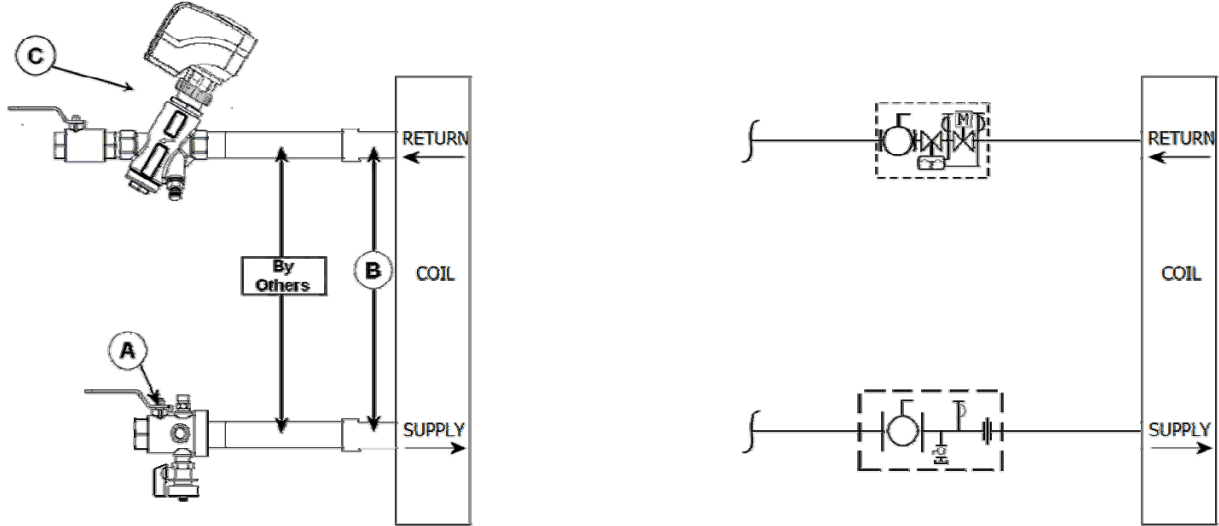 C
RETURN
By
Others
B
COIL
A
SUPPLY
M
RETURN
COIL
SUPPLY